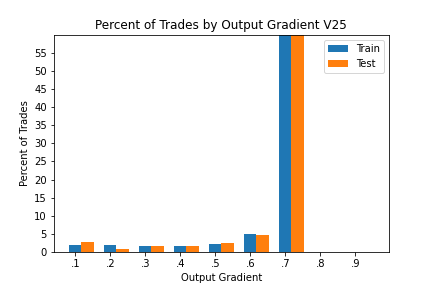 Percent of Trades by Output Gradient V25
Train
Test
Percent of Trades
55
50
45
40
35
30
25
20
15
10
5
0
.1 .2 .3 .4 .5 .6 .7 .8 .9
Output Gradient